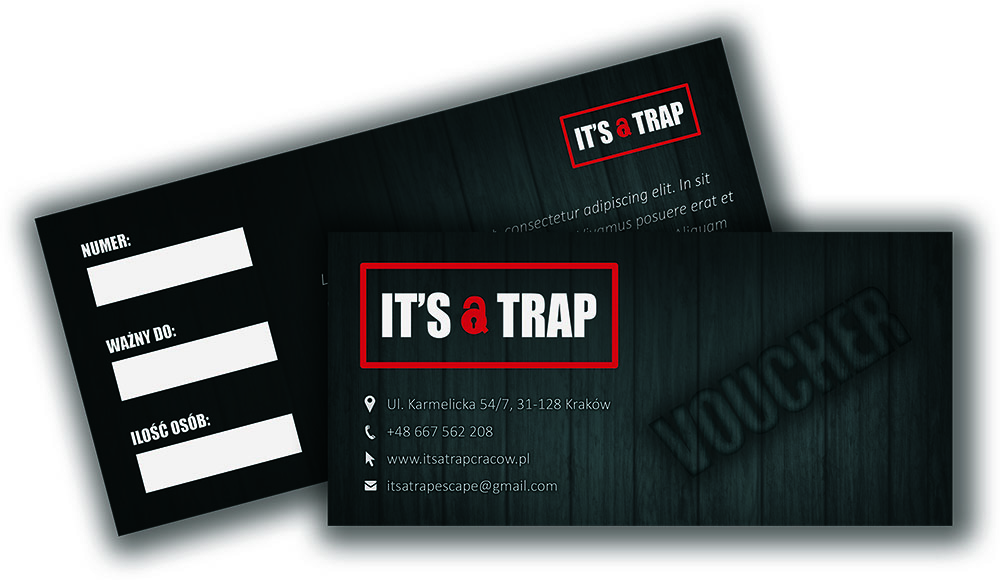 IT'S a TRAP
NUMER:
WAŻNY DO:
ILOŚĆ OSÓB:
consectetur adipiscing elit. In sit
Vivamus posuere erat et
Aliquam
IT'S a TRAP
Ul. Karmelicka 54/7, 31-128 Kraków
+48 667 562 208
www.itsatrapcracow.pl
itsatrapescape@gmail.com
VOUCHER